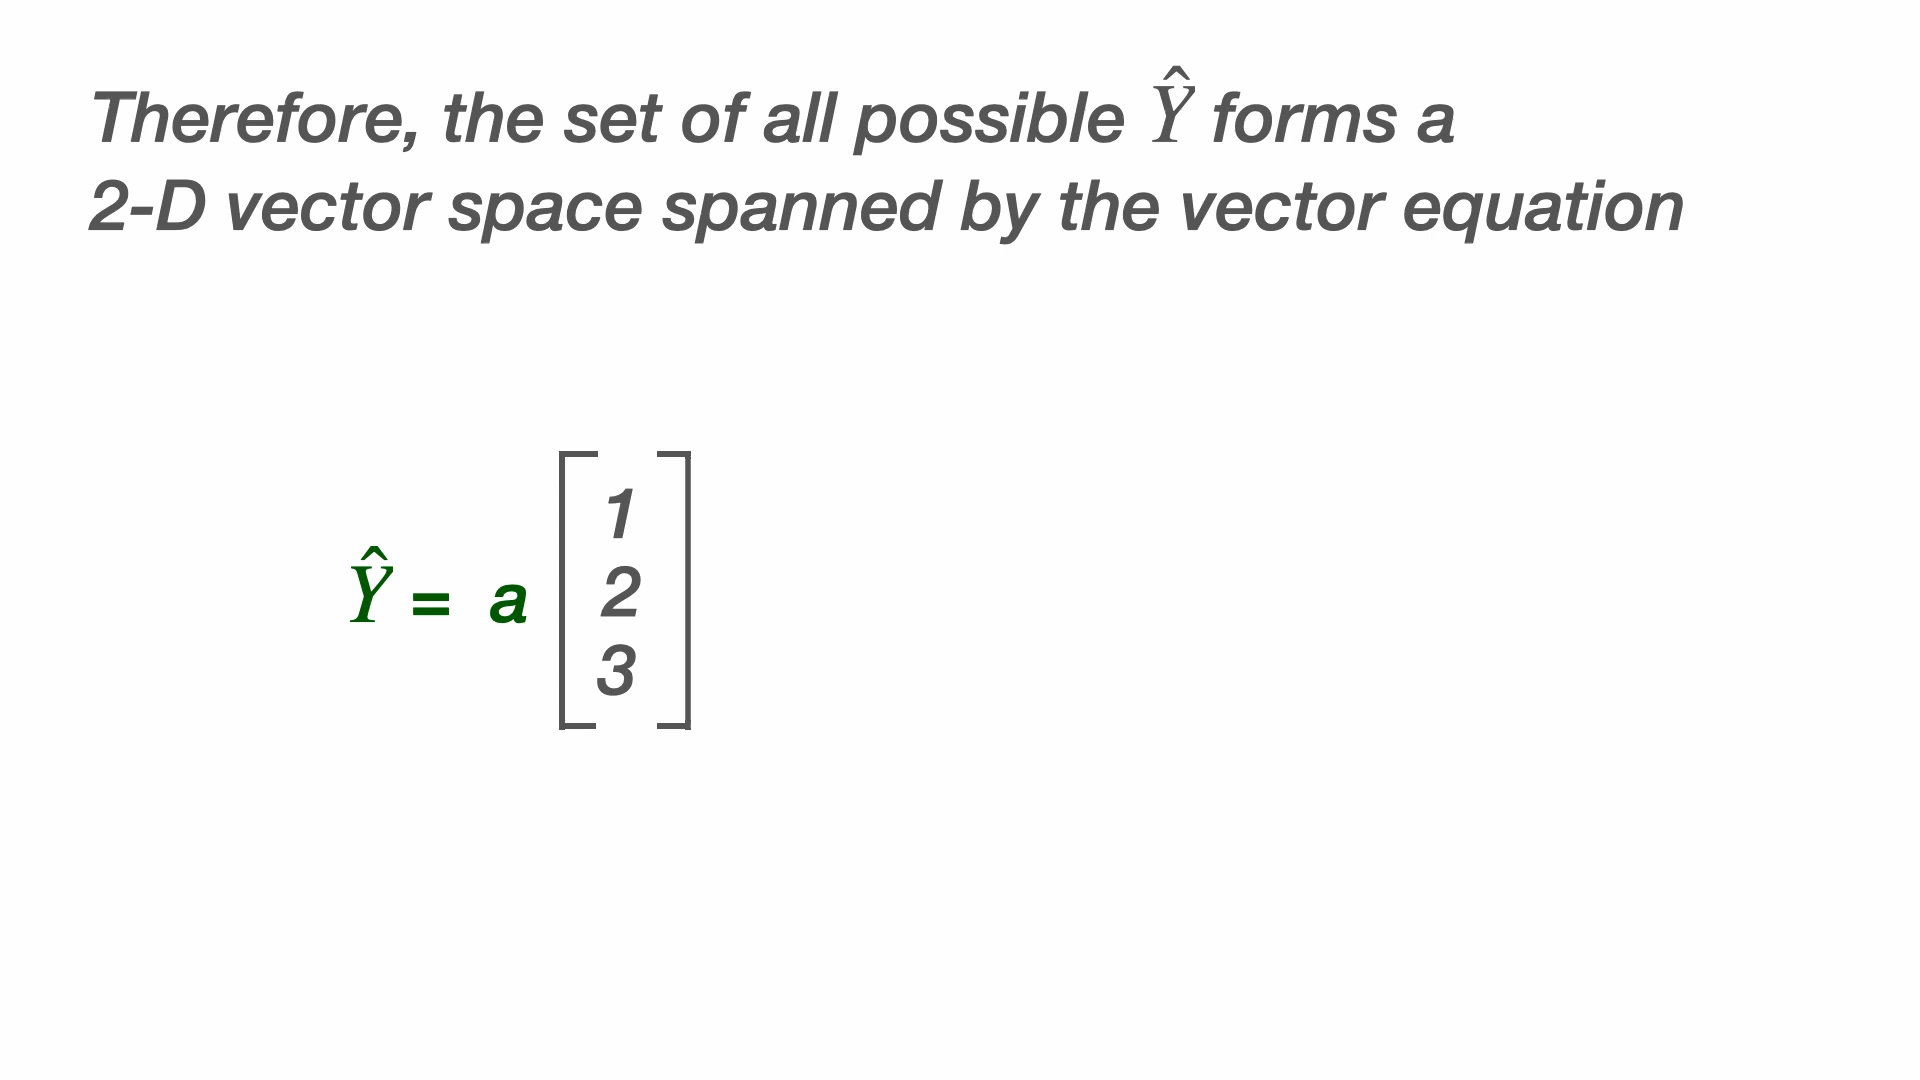 Therefore, the set of all possible Ŷ forms a
2-D vector space spanned by the vector equation
1
2
Ŷ = a
3